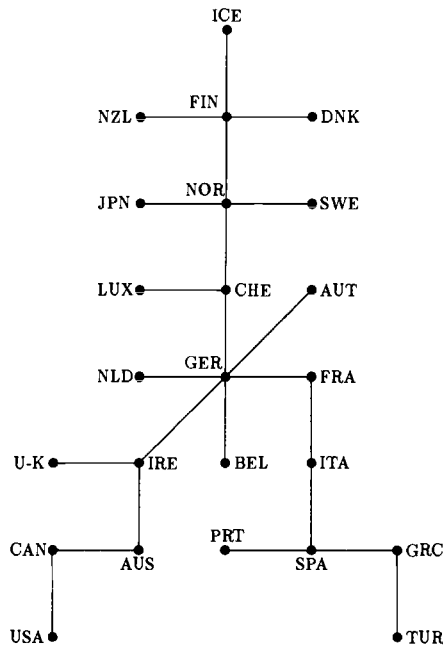 ICE
NZL FIN DNK
JPN NOR SWE
LUX CHE AUT
NLD GER FRA
U-K IRE BEL ITA
CAN AUS PRT SPA GRC
USA TUR